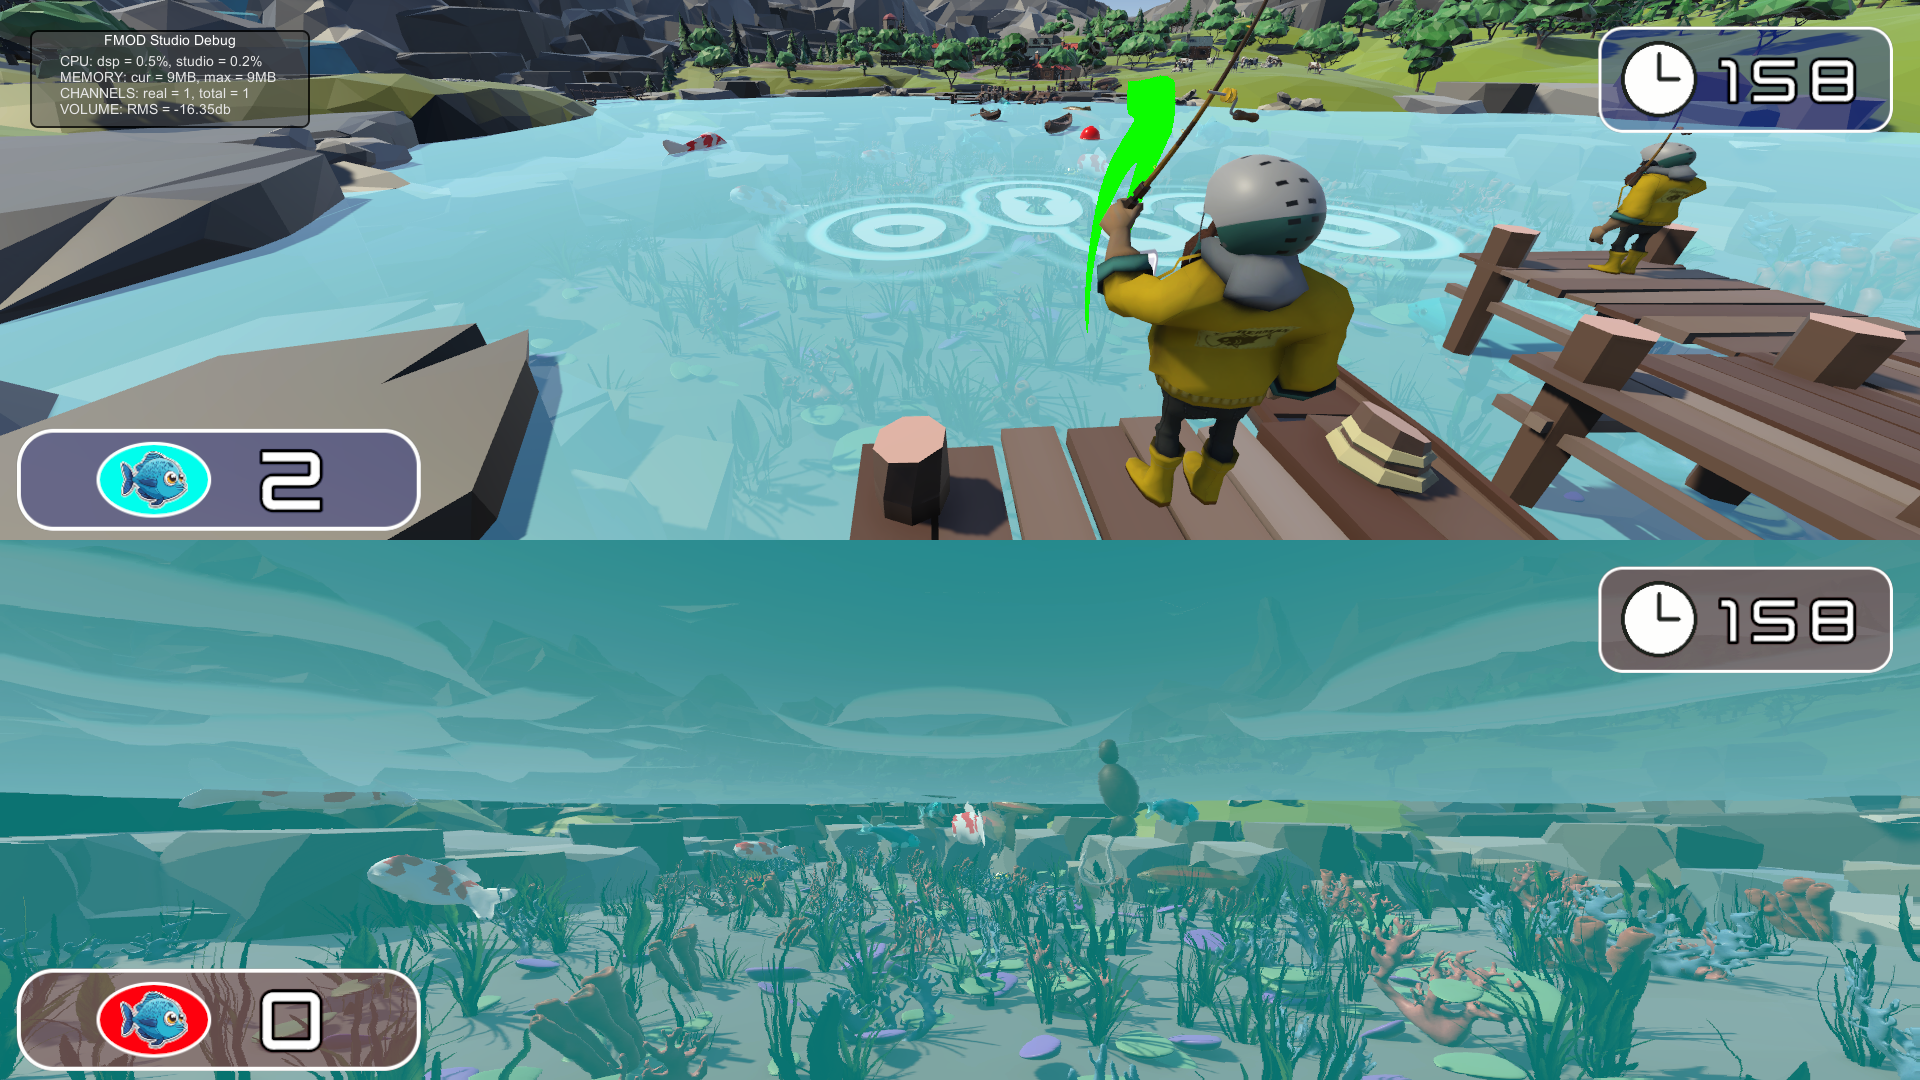 FMOD Studio Debug
CPU: dsp = 0.5%, studio = 0.2%
MEMORY: cur = 9MB, max = 9MB
CHANNELS: real = 1, total = 1
VOLUME: RMS = -16.35db
158
2
158
0